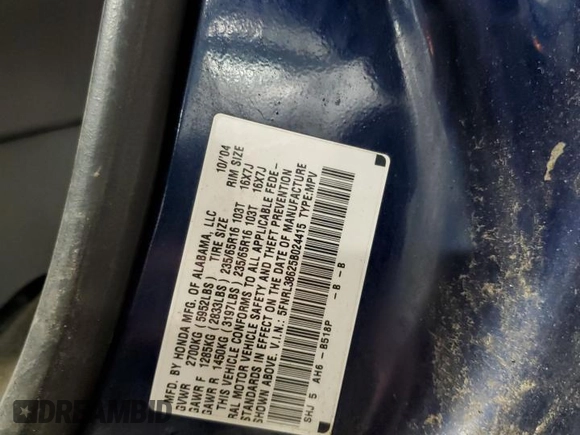 MFD. BY HONDA MFG. OF ALABAMA, LLC 10/'04
GVWR 2700KG (5952LBS) TIRE SIZE RIM SIZE
GAWR F 1285KG (2833LBS) 235/65R16 103T 16X7J
GAWR R 1450KG (3197LBS) 235/65R16 103T 16X7J
THIS VEHICLE CONFORMS TO ALL APPLICABLE FEDE-
RAL MOTOR VEHICLE SAFETY AND THEFT PREVENTION
STANDARDS IN EFFECT ON THE DATE OF MANUFACTURE
SHOWN ABOVE. V.I.N.: 5FNRL38625B024415 TYPE:MPV
SHJ 5 AH6 - B518P - B - B
DREAMBID